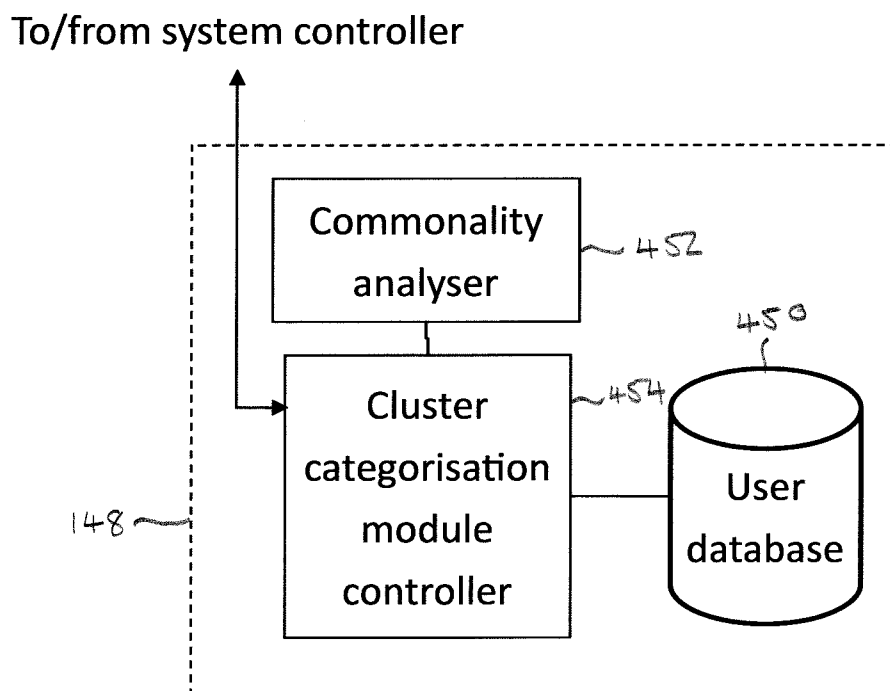 To/from system controller
Commonality
analyser
452
450
Cluster
categorisation
module
controller
454
User
database
148